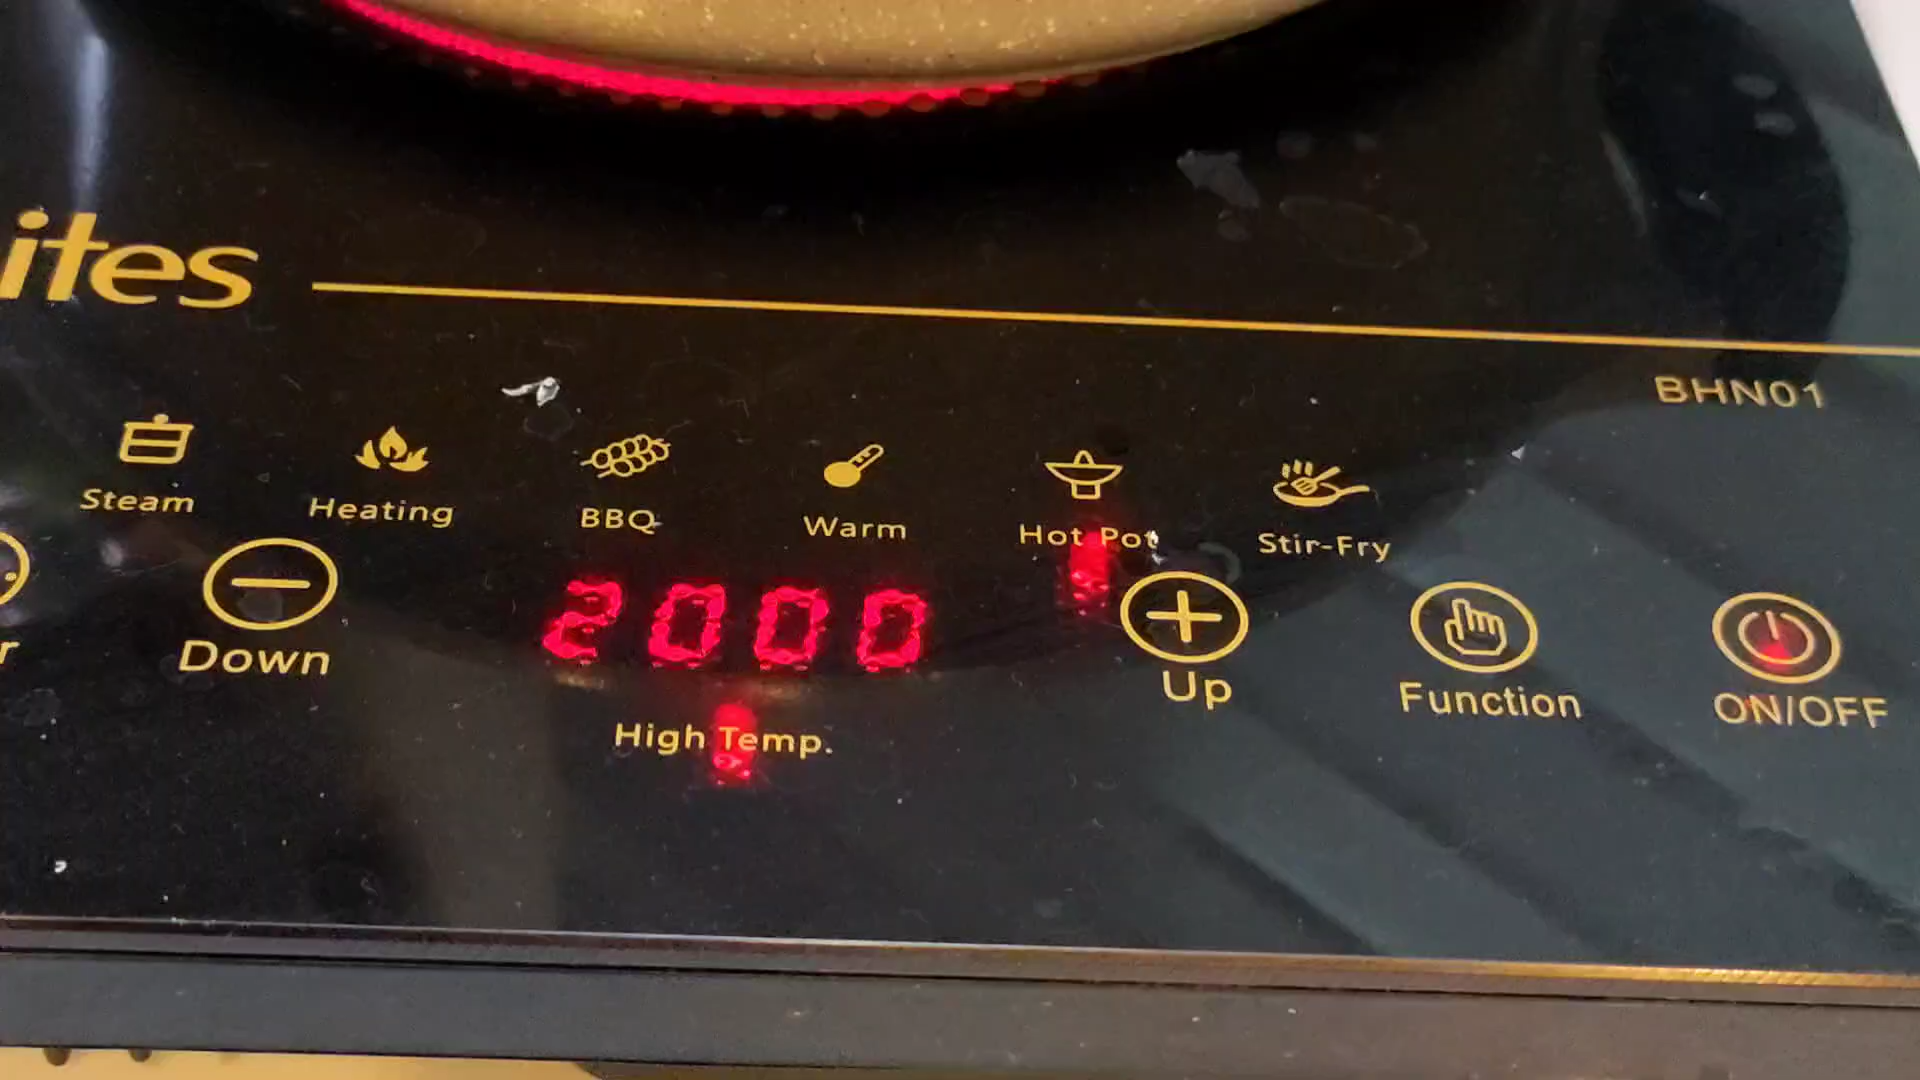 ites
BHN01
Steam Heating BBQ Warm Hot Pot Stir-Fry
2000
Down Up Function ON/OFF
High Temp.